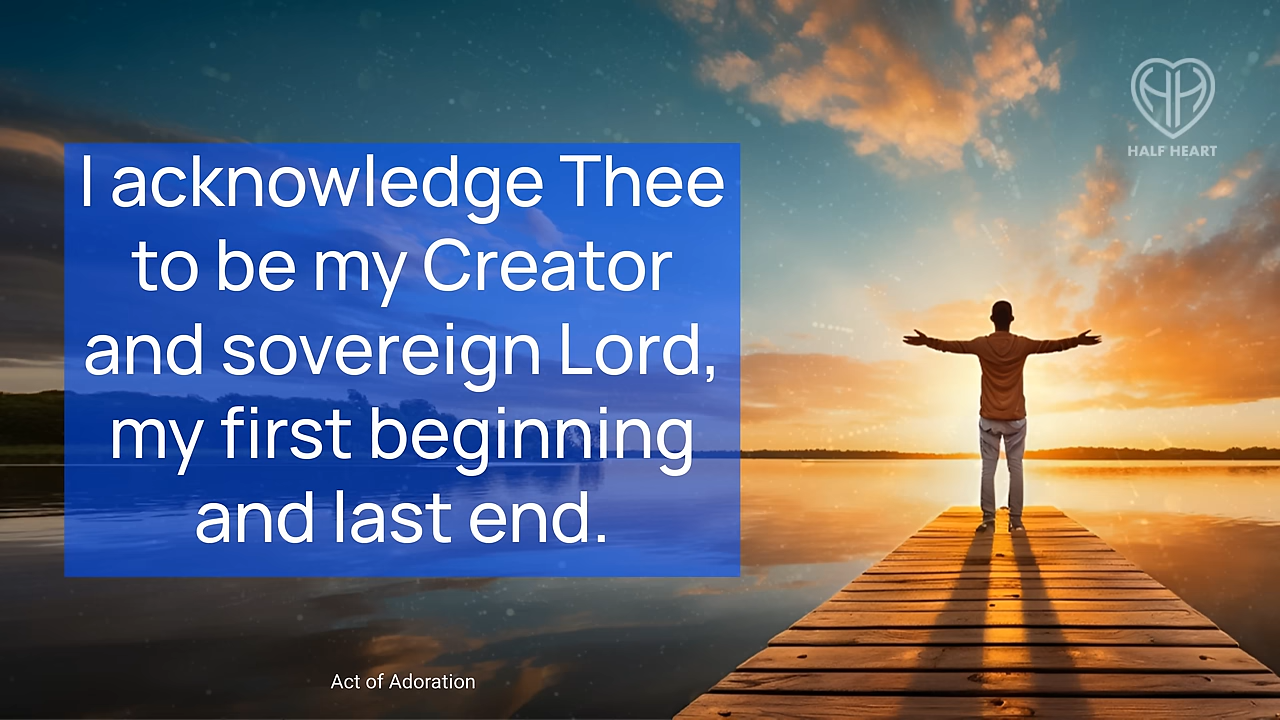 HALF HEART
I acknowledge Thee
to be my Creator
and sovereign Lord,
my first beginning
and last end.
Act of Adoration